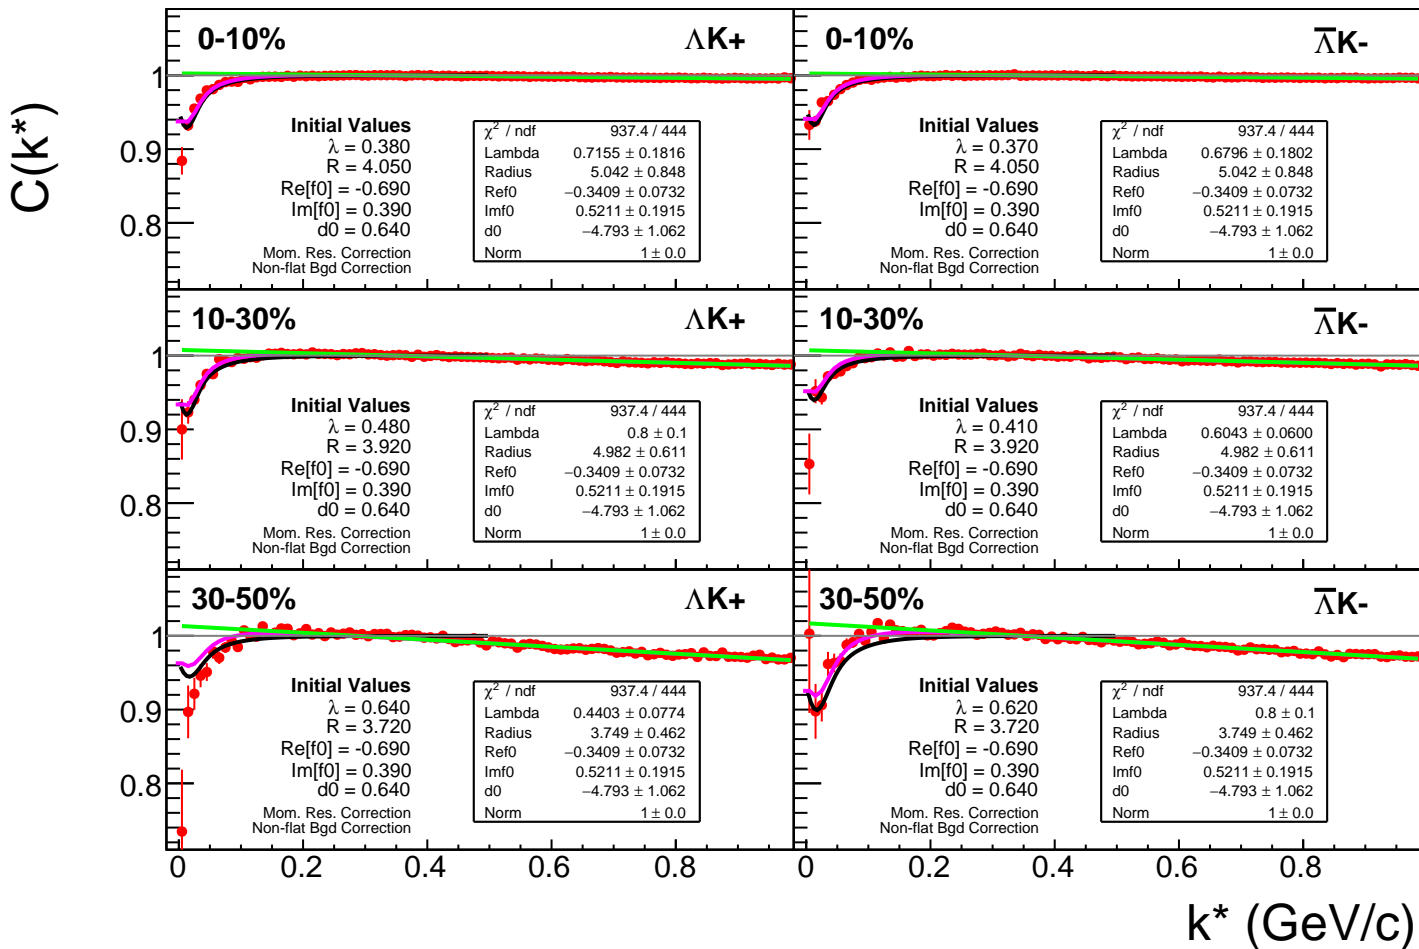 C(k*)
0-10%
ΛK+
1
0.9
0.8
Initial Values
λ = 0.380
R = 4.050
Re[f0] = -0.690
Im[f0] = 0.390
d0 = 0.640
Mom. Res. Correction
Non-flat Bgd Correction
χ² / ndf 937.4 / 444
Lambda 0.7155 ± 0.1816
Radius 5.042 ± 0.848
Ref0 −0.3409 ± 0.0732
Imf0 0.5211 ± 0.1915
d0 −4.793 ± 1.062
Norm 1 ± 0.0
0-10%
Λ̅K-
Initial Values
λ = 0.370
R = 4.050
Re[f0] = -0.690
Im[f0] = 0.390
d0 = 0.640
Mom. Res. Correction
Non-flat Bgd Correction
χ² / ndf 937.4 / 444
Lambda 0.6796 ± 0.1802
Radius 5.042 ± 0.848
Ref0 −0.3409 ± 0.0732
Imf0 0.5211 ± 0.1915
d0 −4.793 ± 1.062
Norm 1 ± 0.0
10-30%
ΛK+
1
0.9
0.8
Initial Values
λ = 0.480
R = 3.920
Re[f0] = -0.690
Im[f0] = 0.390
d0 = 0.640
Mom. Res. Correction
Non-flat Bgd Correction
χ² / ndf 937.4 / 444
Lambda 0.8 ± 0.1
Radius 4.982 ± 0.611
Ref0 −0.3409 ± 0.0732
Imf0 0.5211 ± 0.1915
d0 −4.793 ± 1.062
Norm 1 ± 0.0
10-30%
Λ̅K-
Initial Values
λ = 0.410
R = 3.920
Re[f0] = -0.690
Im[f0] = 0.390
d0 = 0.640
Mom. Res. Correction
Non-flat Bgd Correction
χ² / ndf 937.4 / 444
Lambda 0.6043 ± 0.0600
Radius 4.982 ± 0.611
Ref0 −0.3409 ± 0.0732
Imf0 0.5211 ± 0.1915
d0 −4.793 ± 1.062
Norm 1 ± 0.0
30-50%
ΛK+
1
0.9
0.8
Initial Values
λ = 0.640
R = 3.720
Re[f0] = -0.690
Im[f0] = 0.390
d0 = 0.640
Mom. Res. Correction
Non-flat Bgd Correction
χ² / ndf 937.4 / 444
Lambda 0.4403 ± 0.0774
Radius 3.749 ± 0.462
Ref0 −0.3409 ± 0.0732
Imf0 0.5211 ± 0.1915
d0 −4.793 ± 1.062
Norm 1 ± 0.0
30-50%
Λ̅K-
Initial Values
λ = 0.620
R = 3.720
Re[f0] = -0.690
Im[f0] = 0.390
d0 = 0.640
Mom. Res. Correction
Non-flat Bgd Correction
χ² / ndf 937.4 / 444
Lambda 0.8 ± 0.1
Radius 3.749 ± 0.462
Ref0 −0.3409 ± 0.0732
Imf0 0.5211 ± 0.1915
d0 −4.793 ± 1.062
Norm 1 ± 0.0
0 0.2 0.4 0.6 0.8 0 0.2 0.4 0.6 0.8
k* (GeV/c)